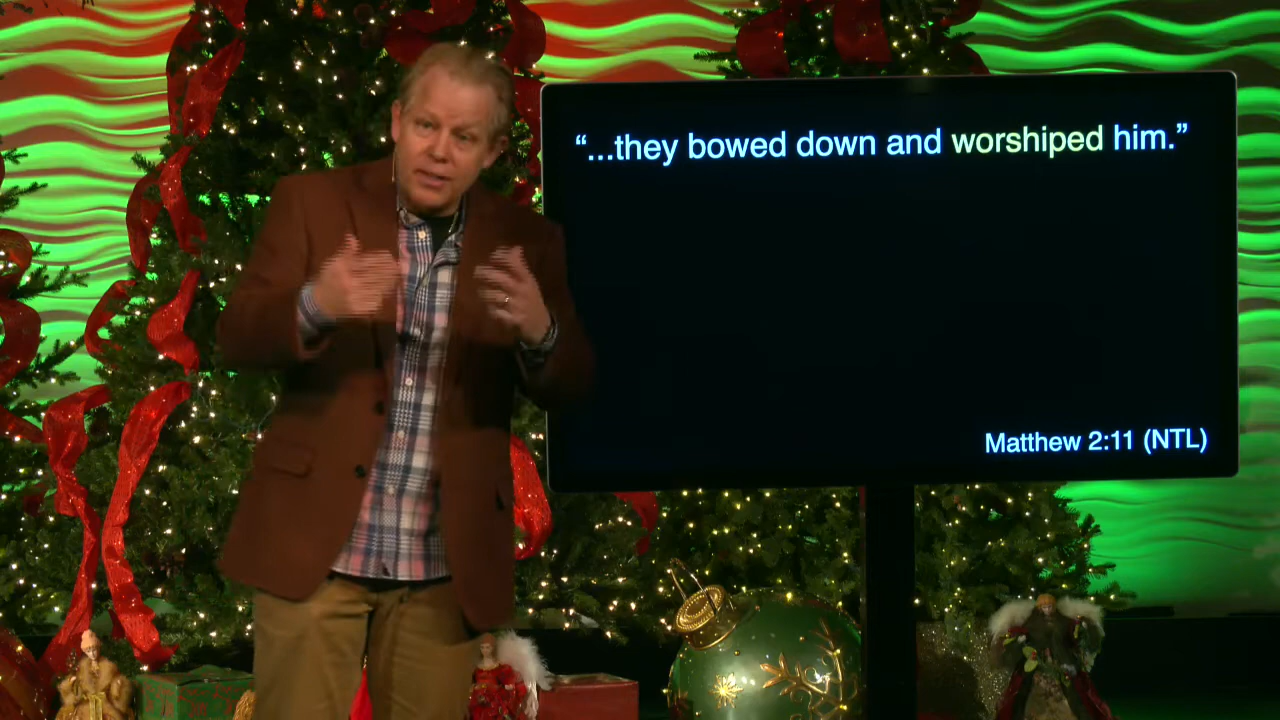 “...they bowed down and worshiped him.”
Matthew 2:11 (NTL)